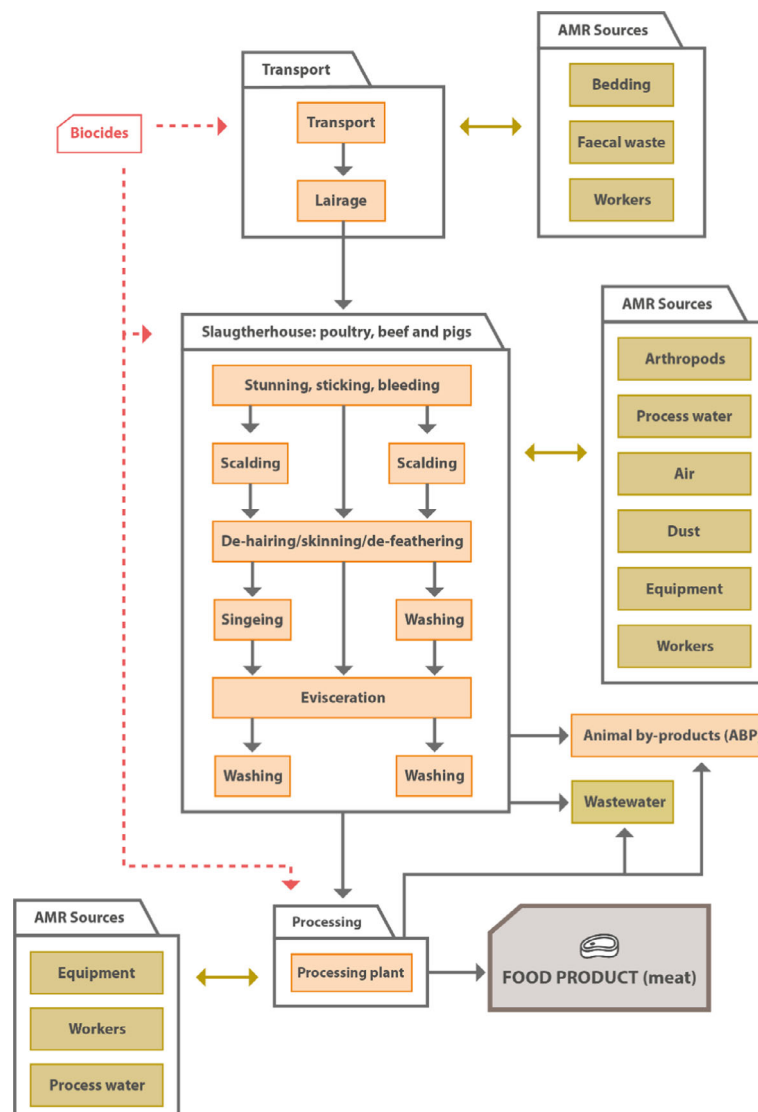 AMR Sources
Transport
Bedding
Biocides
Transport
Faecal waste
Lairage
Workers
Slaugtherhouse: poultry, beef and pigs
AMR Sources
Stunning, sticking, bleeding
Arthropods
Process water
Scalding
Scalding
Air
De-hairing/skinning/de-feathering
Dust
Equipment
Singeing
Washing
Workers
Evisceration
Animal by-products (ABP
Washing
Washing
Wastewater
AMR Sources
Processing
Equipment
Processing plant
FOOD PRODUCT (meat)
Workers
Process water